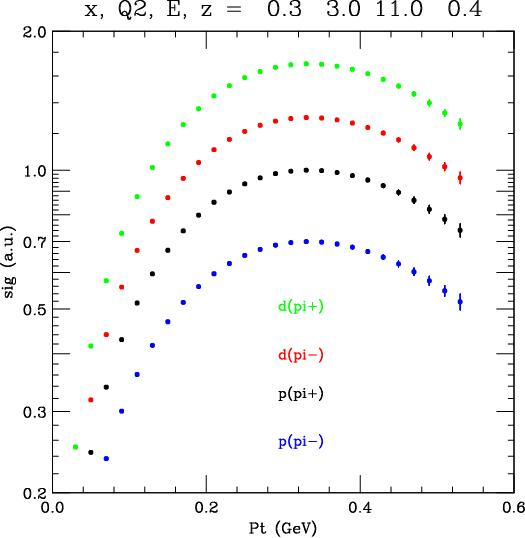 x, Q2, E, z = 0.3 3.0 11.0 0.4
2.0
1.0
0.7
0.5
0.3
0.2
sig (a.u.)
d(pi+)
d(pi−)
p(pi+)
p(pi−)
0.0 0.2 0.4 0.6
Pt (GeV)